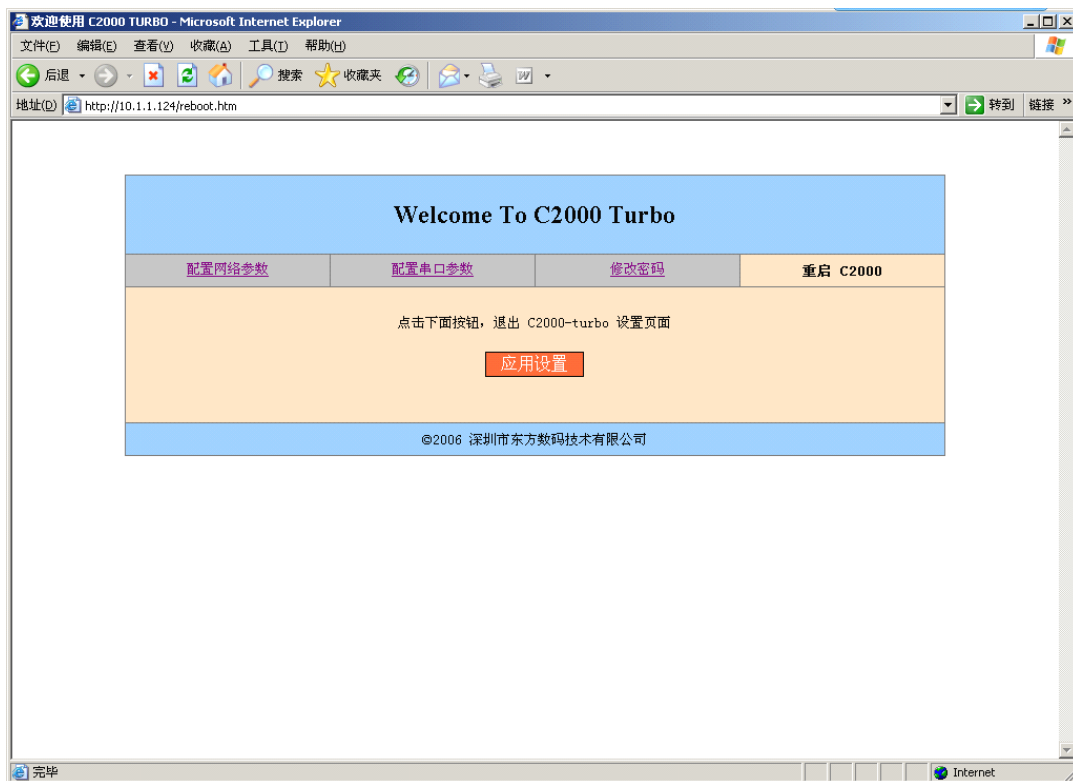 欢迎使用 C2000 TURBO - Microsoft Internet Explorer
文件(F) 编辑(E) 查看(V) 收藏(A) 工具(T) 帮助(H)
后退 搜索 收藏夹
地址(D) http://10.1.1.124/reboot.htm 转到 链接 »
Welcome To C2000 Turbo
配置网络参数 配置串口参数 修改密码 重启 C2000
点击下面按钮，退出 C2000-turbo 设置页面
应用设置
©2006 深圳市东方数码技术有限公司
完毕 Internet